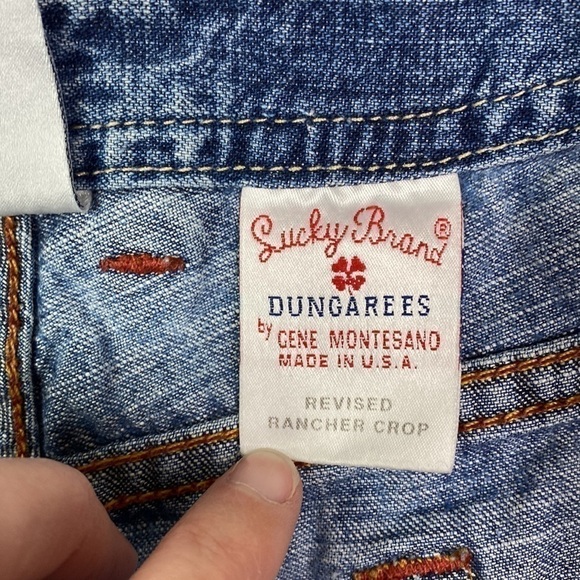 Lucky Brand®
DUNGAREES
by GENE MONTESANO
MADE IN U.S.A.
REVISED
RANCHER CROP